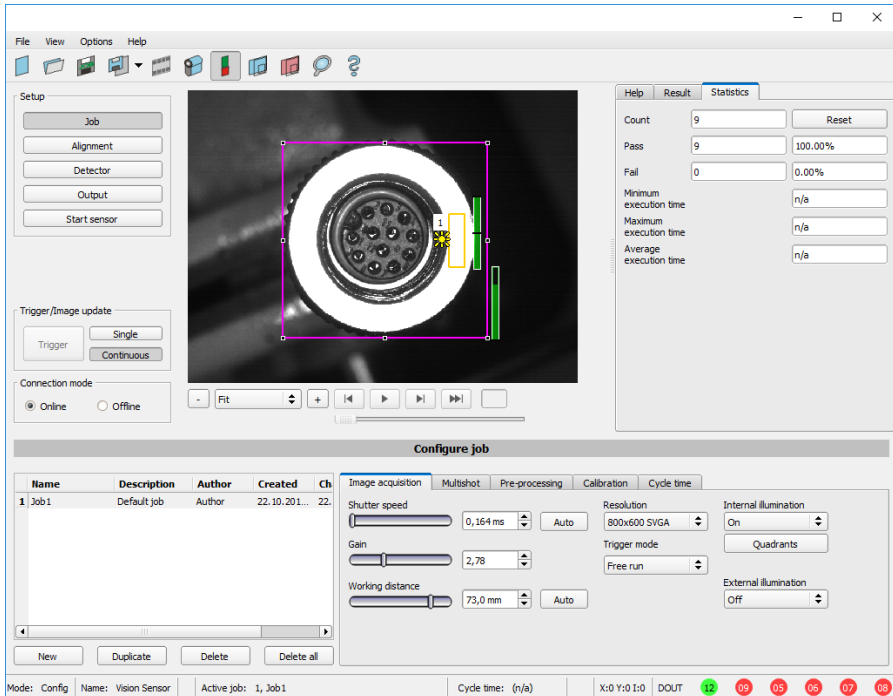 File View Options Help
Setup
Job
Alignment
Detector
Output
Start sensor
Trigger/Image update
Trigger
Single
Continuous
Connection mode
Online Offline
1
- Fit +
Help Result Statistics
Count 9 Reset
Pass 9 100.00%
Fail 0 0.00%
Minimum
execution time n/a
Maximum
execution time n/a
Average
execution time n/a
Configure job
Name Description Author Created Ch
1 Job1 Default job Author 22.10.201... 22.
New Duplicate Delete Delete all
Image acquisition Multishot Pre-processing Calibration Cycle time
Shutter speed
0,164 ms Auto
Gain
2,78
Working distance
73,0 mm Auto
Resolution
800x600 SVGA
Trigger mode
Free run
Internal illumination
On
Quadrants
External illumination
Off
Mode: Config Name: Vision Sensor Active job: 1, Job1 Cycle time: (n/a) X:0 Y:0 I:0 DOUT 12 09 05 06 07 08